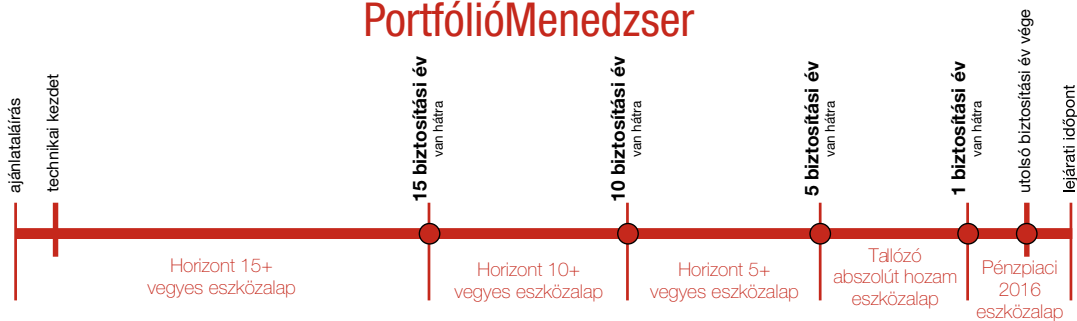 PortfólióMenedzser
ajánlataláírás
technikai kezdet
15 biztosítási év
van hátra
10 biztosítási év
van hátra
5 biztosítási év
van hátra
1 biztosítási év
van hátra
utolsó biztosítási év vége
lejárati időpont
Horizont 15+
vegyes eszközalap
Horizont 10+
vegyes eszközalap
Horizont 5+
vegyes eszközalap
Tallózó
abszolút hozam
eszközalap
Pénzpiaci
2016
eszközalap